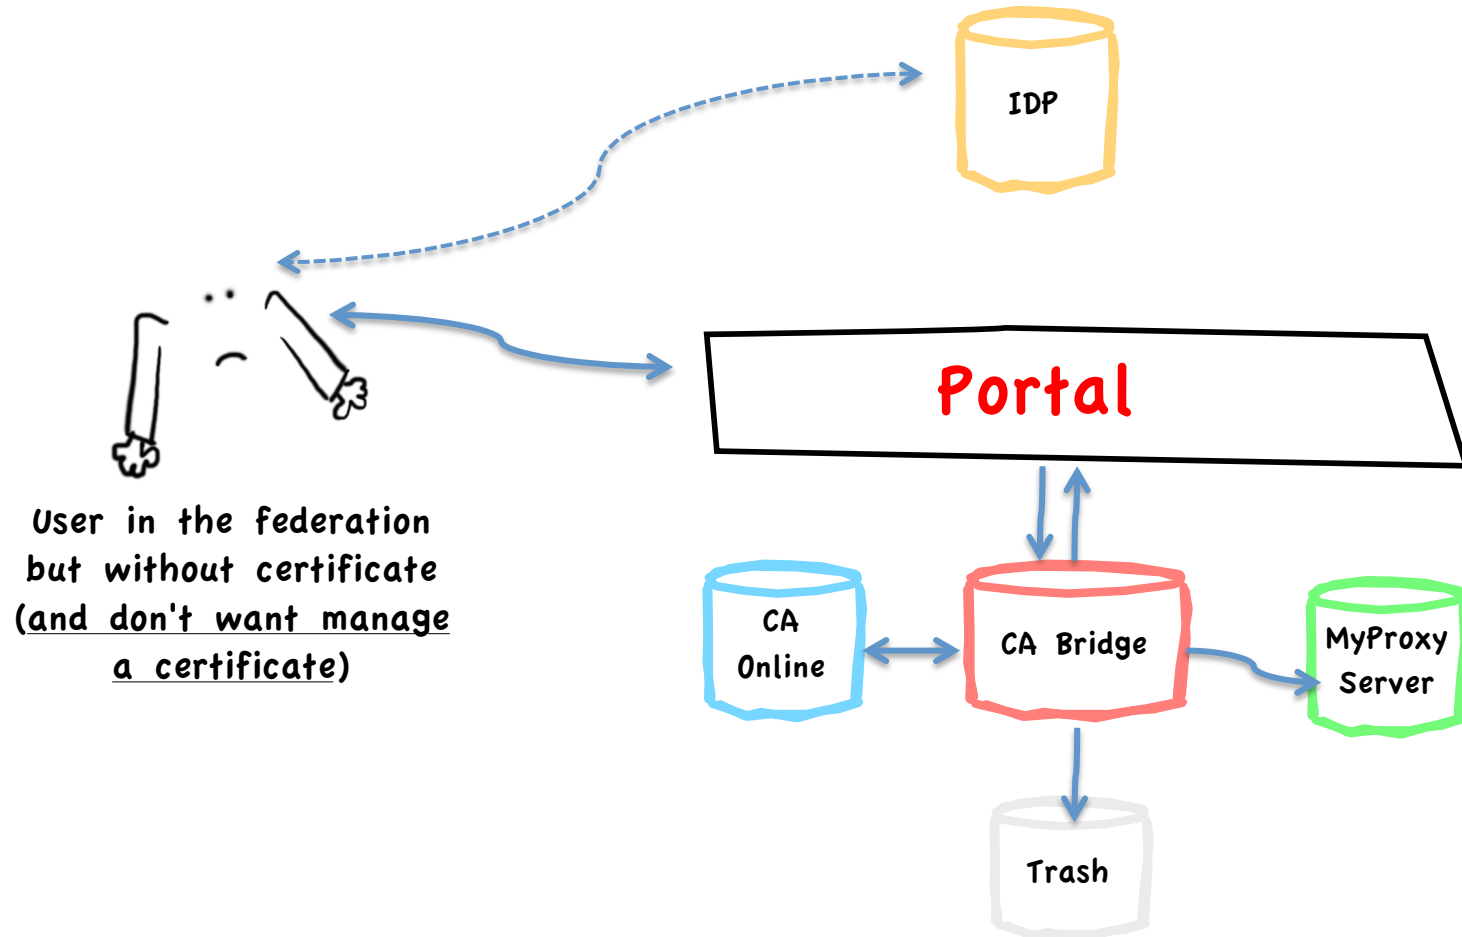 IDP
Portal
User in the federation
but without certificate
(and don't want manage
a certificate)
CA
Online
CA Bridge
MyProxy
Server
Trash